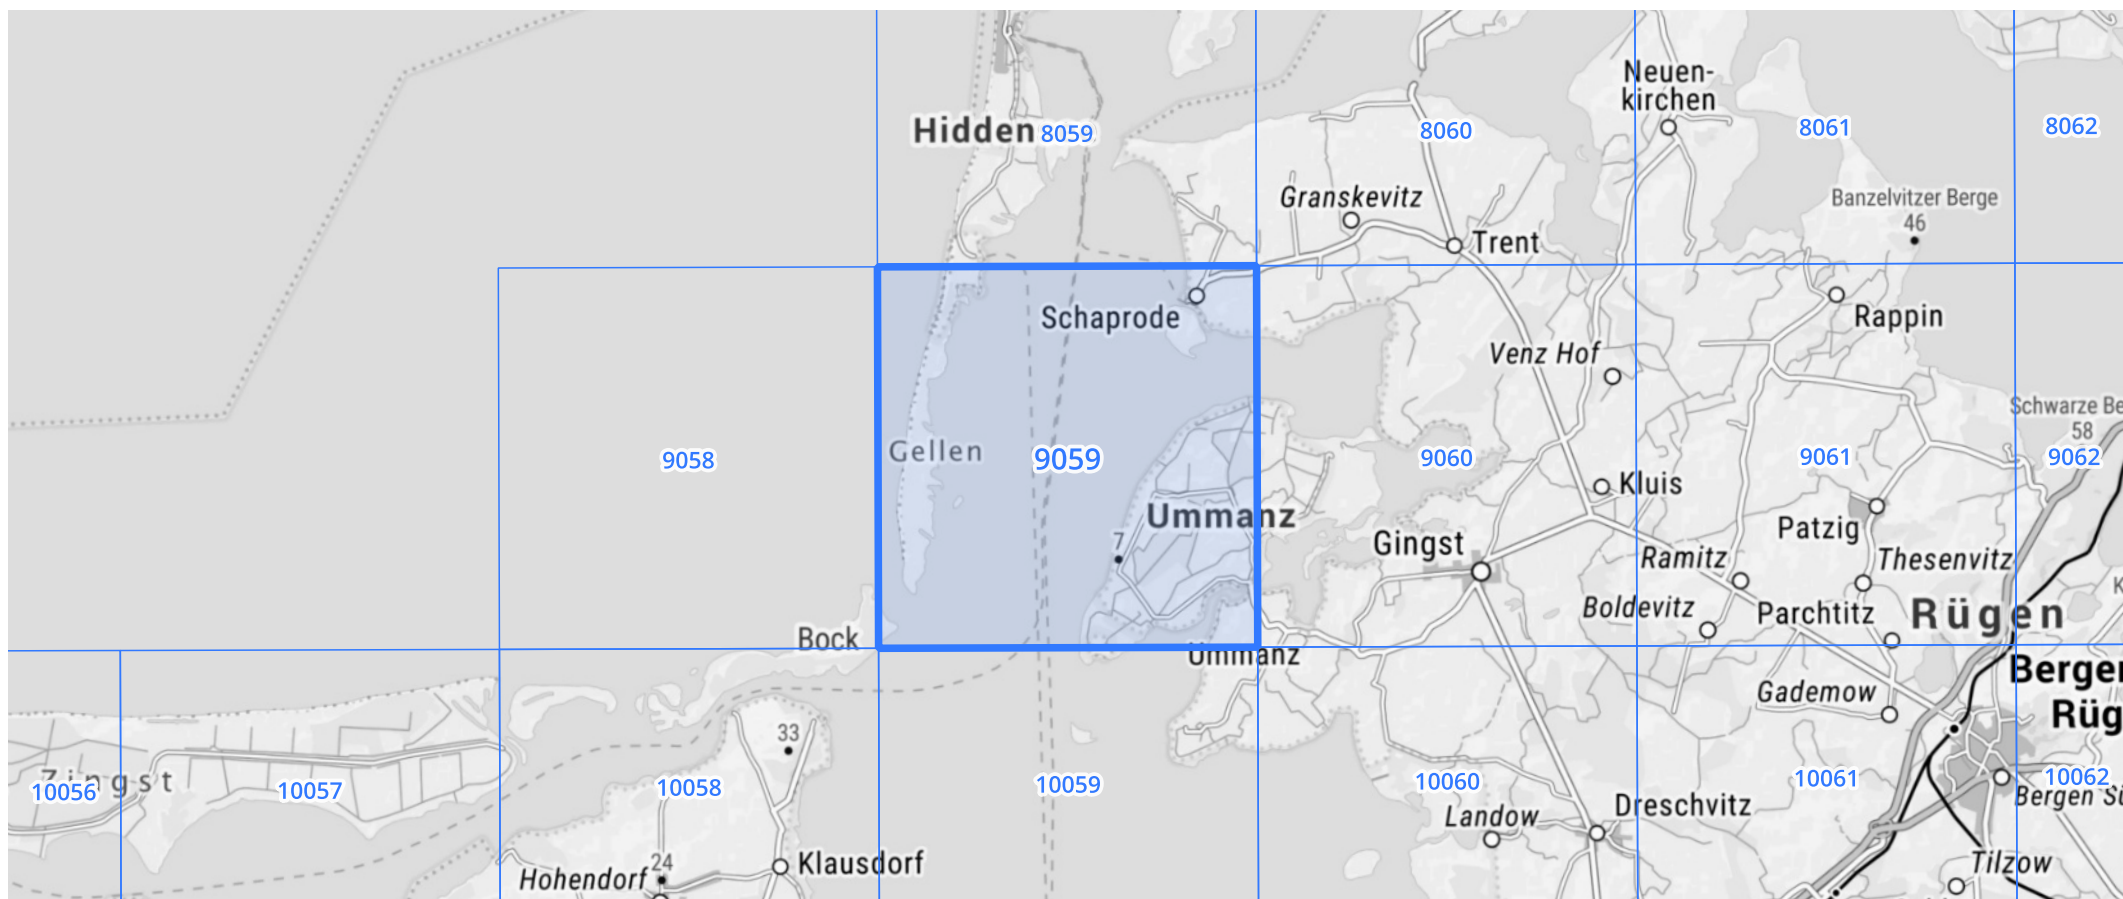 Neuen-
kirchen
Hidden
8059
8060
8061
8062
Granskevitz
Banzelvitzer Berge
46
Trent
Schaprode
Rappin
Venz Hof
Schwarze Be
58
Gellen
9058
9059
9060
9061
9062
Kluis
Ummanz
Patzig
7
Gingst
Ramitz
Thesenvitz
K
Boldevitz
Parchtitz
Rügen
Bock
Ummanz
Bergen
Rüg
Gademow
33
Zingst
10056
10057
10058
10059
10060
10061
10062
Bergen Sü
Landow
Dreschvitz
Hohendorf
24
Klausdorf
Tilzow